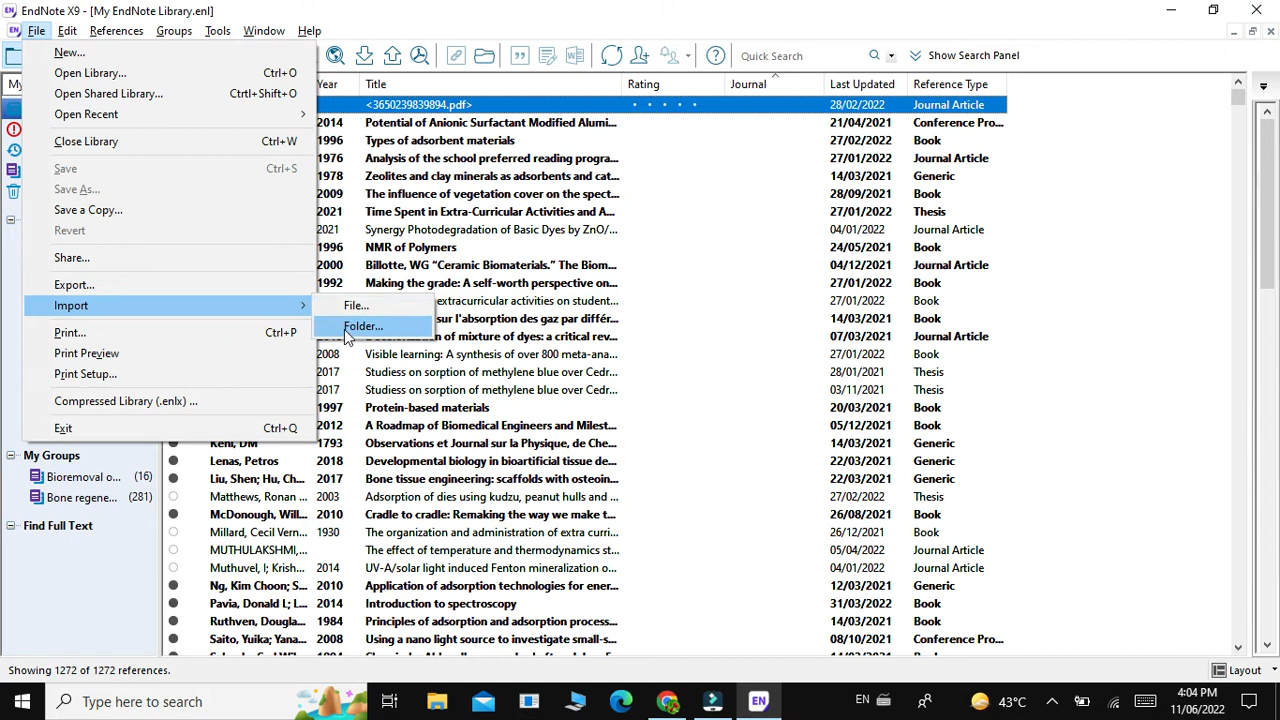 EndNote X9 - [My EndNote Library.enl]
File Edit References Groups Tools Window Help
New...
Open Library... Ctrl+O
Open Shared Library... Ctrtl+Shift+O
Open Recent
Close Library Ctrl+W
Save Ctrl+S
Save As...
Save a Copy...
Revert
Share...
Export...
Import
Print... Ctrl+P
Print Preview
Print Setup...
Compressed Library (.enlx) ...
Exit Ctrl+Q
File...
Folder...
Quick Search Show Search Panel
My
Year Title Rating Journal Last Updated Reference Type
<3650239839894.pdf> 28/02/2022 Journal Article
2014 Potential of Anionic Surfactant Modified Alumi... 21/04/2021 Conference Pro...
1996 Types of adsorbent materials 27/02/2022 Book
1976 Analysis of the school preferred reading progra... 27/01/2022 Journal Article
1978 Zeolites and clay minerals as adsorbents and cat... 14/03/2021 Generic
2009 The influence of vegetation cover on the spect... 28/09/2021 Book
2021 Time Spent in Extra-Curricular Activities and A... 27/01/2022 Thesis
2021 Synergy Photodegradation of Basic Dyes by ZnO/... 04/01/2022 Journal Article
1996 NMR of Polymers 24/05/2021 Book
2000 Billotte, WG “Ceramic Biomaterials.” The Biom... 04/12/2021 Journal Article
1992 Making the grade: A self-worth perspective on... 27/01/2022 Book
extracurricular activities on student... 27/01/2022 Book
sur l'absorption des gaz par différ... 14/03/2021 Generic
of mixture of dyes: a critical rev... 07/03/2021 Journal Article
2008 Visible learning: A synthesis of over 800 meta-ana... 27/01/2022 Book
2017 Studiess on sorption of methylene blue over Cedr... 28/01/2021 Thesis
2017 Studiess on sorption of methylene blue over Cedr... 03/11/2021 Thesis
1997 Protein-based materials 20/03/2021 Book
2012 A Roadmap of Biomedical Engineers and Milest... 05/12/2021 Book
Kehl, DM 1793 Observations et Journal sur la Physique, de Che... 14/03/2021 Generic
Lenas, Petros 2018 Developmental biology in bioartificial tissue de... 22/03/2021 Generic
Liu, Shen; Hu, Ch... 2017 Bone tissue engineering: scaffolds with osteoin... 22/03/2021 Generic
Matthews, Ronan ... 2003 Adsorption of dies using kudzu, peanut hulls and ... 27/02/2022 Thesis
McDonough, Will... 2010 Cradle to cradle: Remaking the way we make t... 26/08/2021 Book
Millard, Cecil Vern... 1930 The organization and administration of extra curri... 26/12/2021 Book
MUTHULAKSHMI,... The effect of temperature and thermodynamics st... 05/04/2022 Journal Article
Muthuvel, I; Krish... 2014 UV-A/solar light induced Fenton mineralization o... 04/01/2022 Journal Article
Ng, Kim Choon; S... 2010 Application of adsorption technologies for ener... 12/03/2021 Generic
Pavia, Donald L; L... 2010 Introduction to spectroscopy 31/03/2022 Book
Ruthven, Dougla... 1984 Principles of adsorption and adsorption process... 14/03/2021 Book
Saito, Yuika; Yana... 2008 Using a nano light source to investigate small-s... 08/10/2021 Conference Pro...
My Groups
Bioremoval o... (16)
Bone regene... (281)
Find Full Text
Showing 1272 of 1272 references. Layout
Type here to search EN 43°C 4:04 PM
11/06/2022